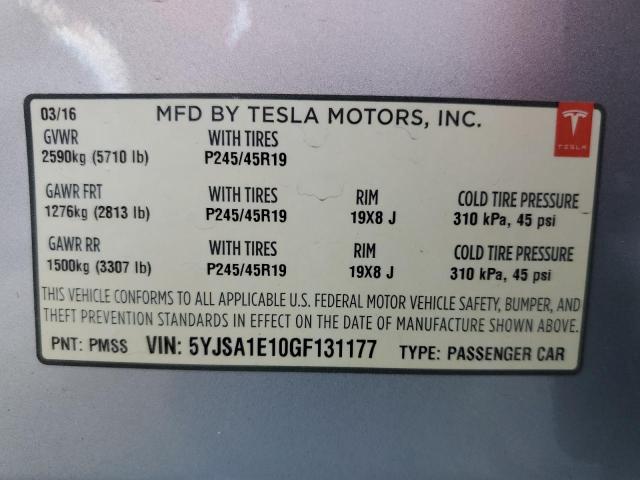 03/16 MFD BY TESLA MOTORS, INC.
TESLA
GVWR WITH TIRES
2590kg (5710 lb) P245/45R19
GAWR FRT WITH TIRES RIM COLD TIRE PRESSURE
1276kg (2813 lb) P245/45R19 19X8 J 310 kPa, 45 psi
GAWR RR WITH TIRES RIM COLD TIRE PRESSURE
1500kg (3307 lb) P245/45R19 19X8 J 310 kPa, 45 psi
THIS VEHICLE CONFORMS TO ALL APPLICABLE U.S. FEDERAL MOTOR VEHICLE SAFETY, BUMPER, AND
THEFT PREVENTION STANDARDS IN EFFECT ON THE DATE OF MANUFACTURE SHOWN ABOVE.
PNT: PMSS VIN: 5YJSA1E10GF131177 TYPE: PASSENGER CAR